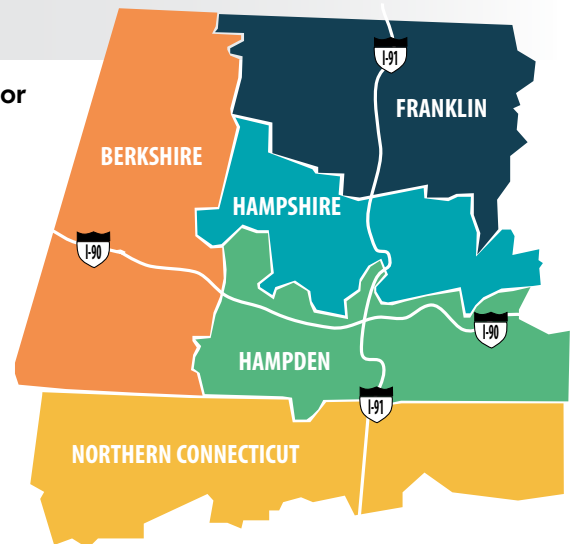 or
I-91
FRANKLIN
BERKSHIRE
HAMPSHIRE
I-90
I-90
HAMPDEN
I-91
NORTHERN CONNECTICUT